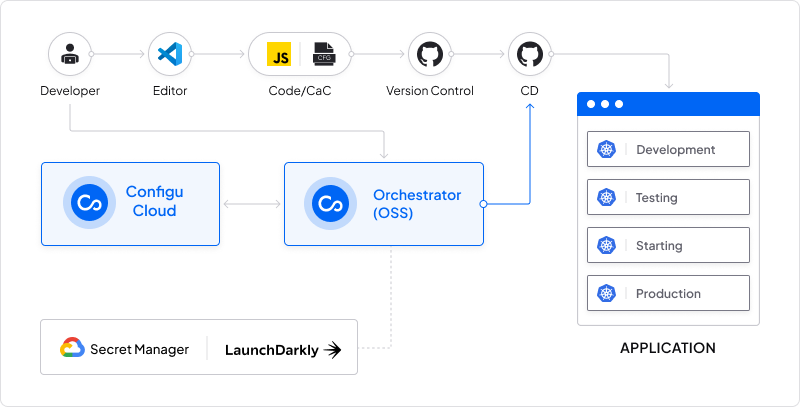 Developer
Editor
JS
CFG
Code/CaC
Version Control
CD
Configu
Cloud
Orchestrator
(OSS)
Development
Testing
Starting
Production
APPLICATION
Secret Manager
LaunchDarkly